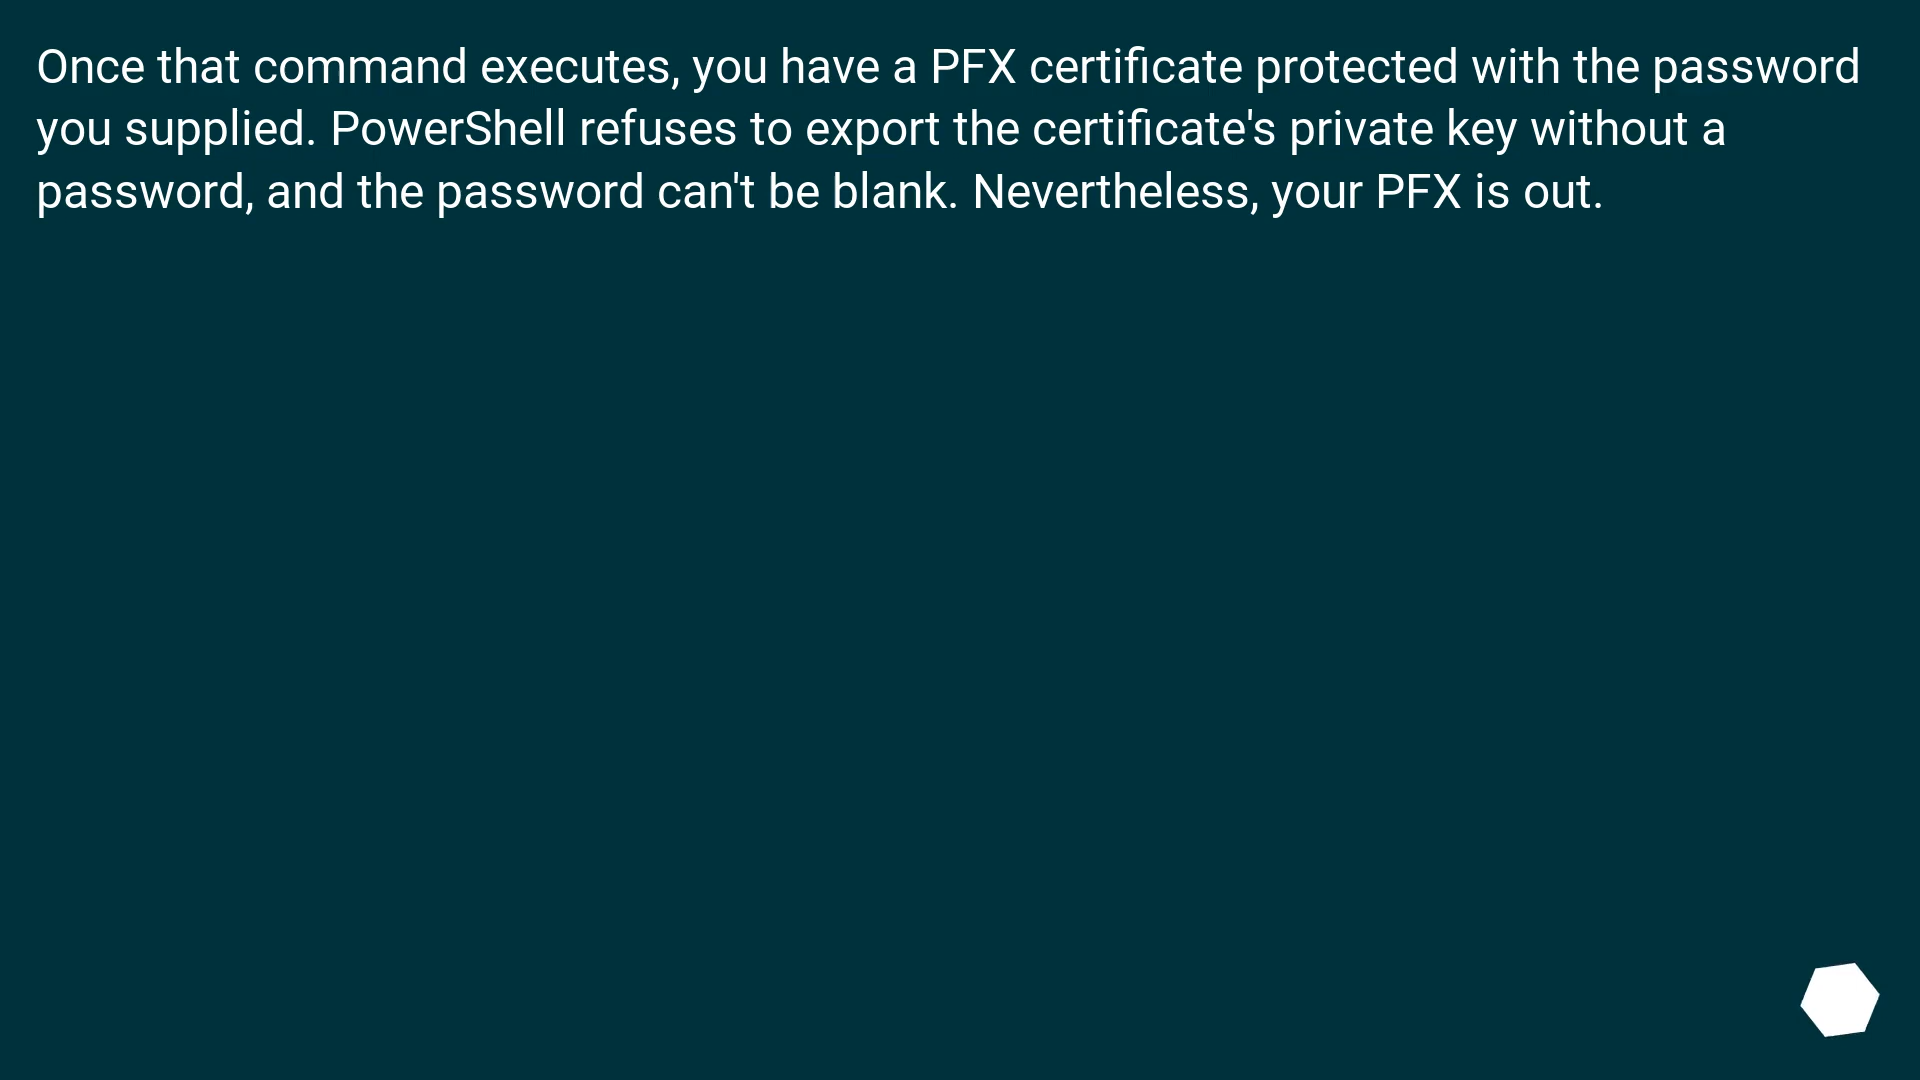 Once that command executes, you have a PFX certificate protected with the password
you supplied. PowerShell refuses to export the certificate's private key without a
password, and the password can't be blank. Nevertheless, your PFX is out.